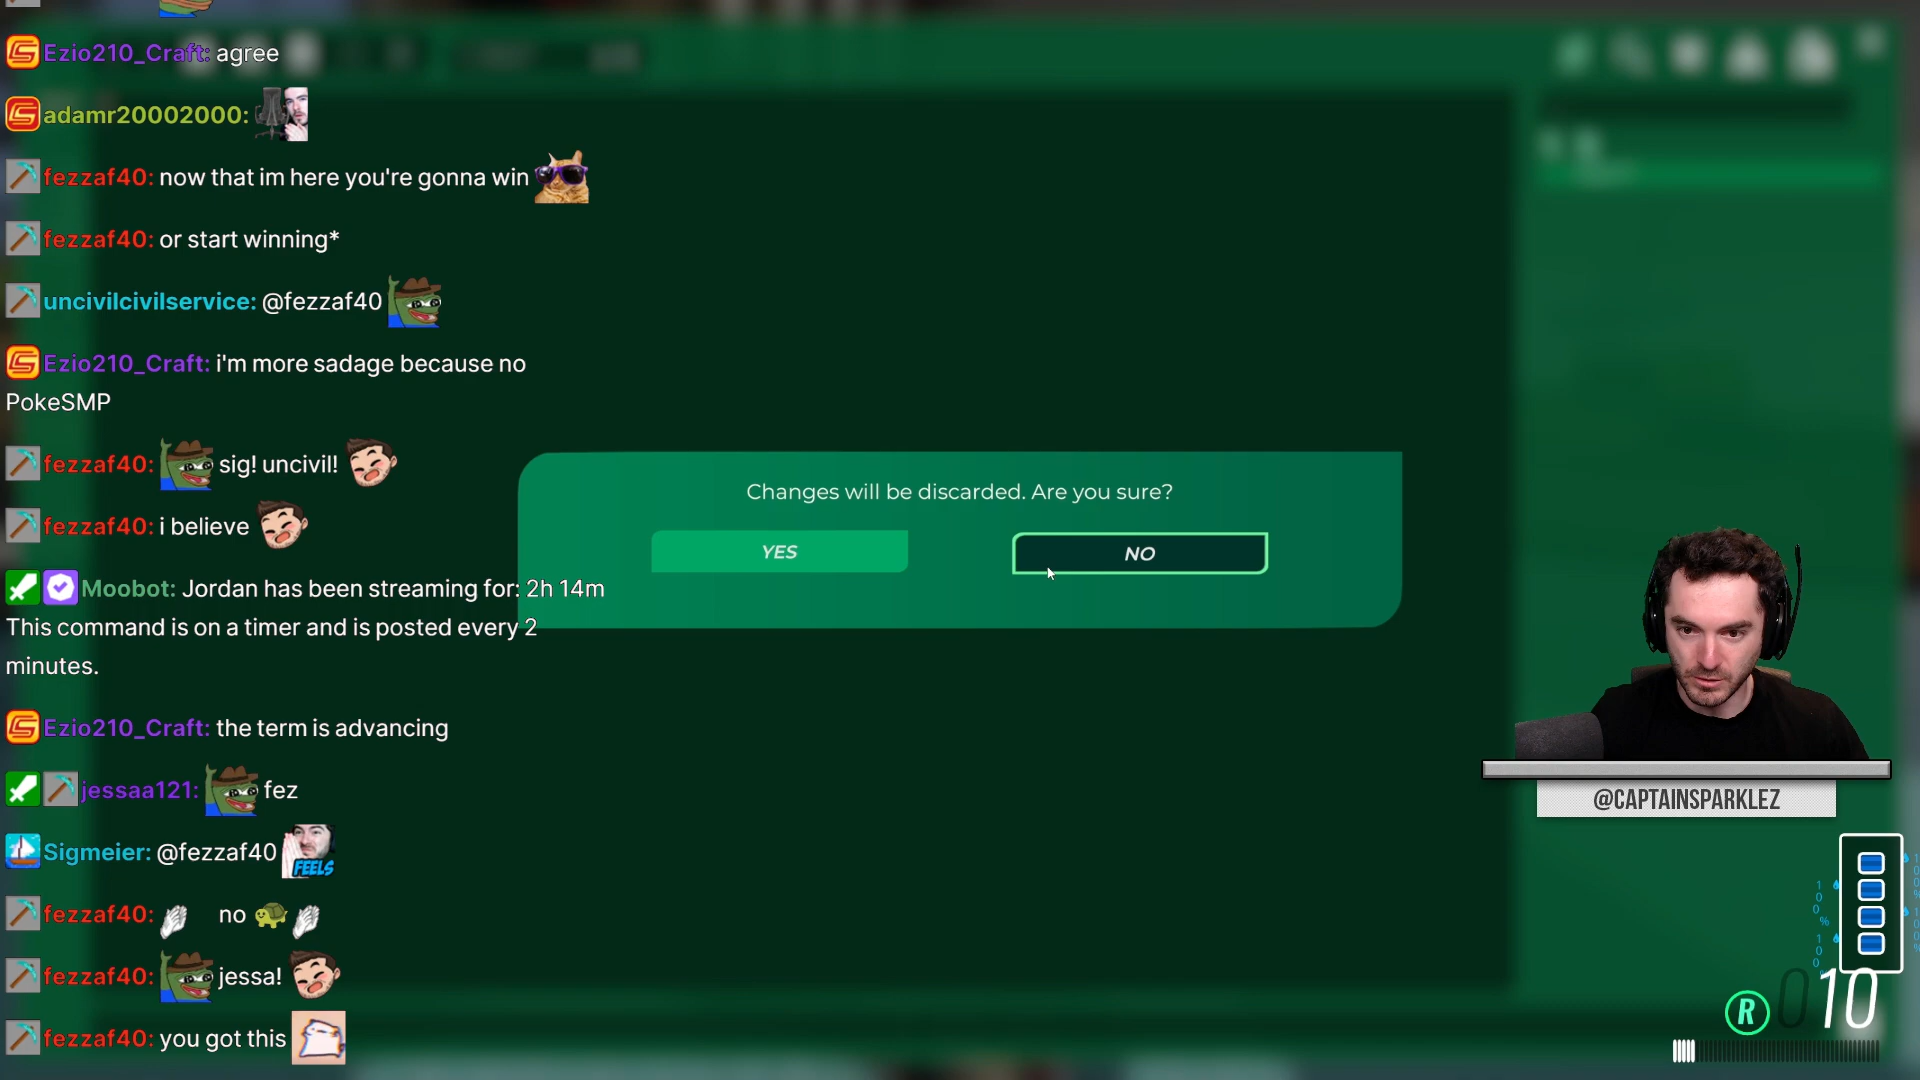 Ezio210_Craft: agree
adamr20002000:
fezzaf40: now that im here you're gonna win
fezzaf40: or start winning*
uncivilcivilservice: @fezzaf40
Ezio210_Craft: i'm more sadage because no
PokeSMP
fezzaf40: sig! uncivil!
fezzaf40: i believe
Moobot: Jordan has been streaming for: 2h 14m
This command is on a timer and is posted every 2
minutes.
Ezio210_Craft: the term is advancing
jessaa121: fez
Sigmeier: @fezzaf40 FEELS
fezzaf40: no
fezzaf40: jessa!
fezzaf40: you got this
Changes will be discarded. Are you sure?
YES
NO
@CAPTAINSPARKLEZ
100%
100%
R 010